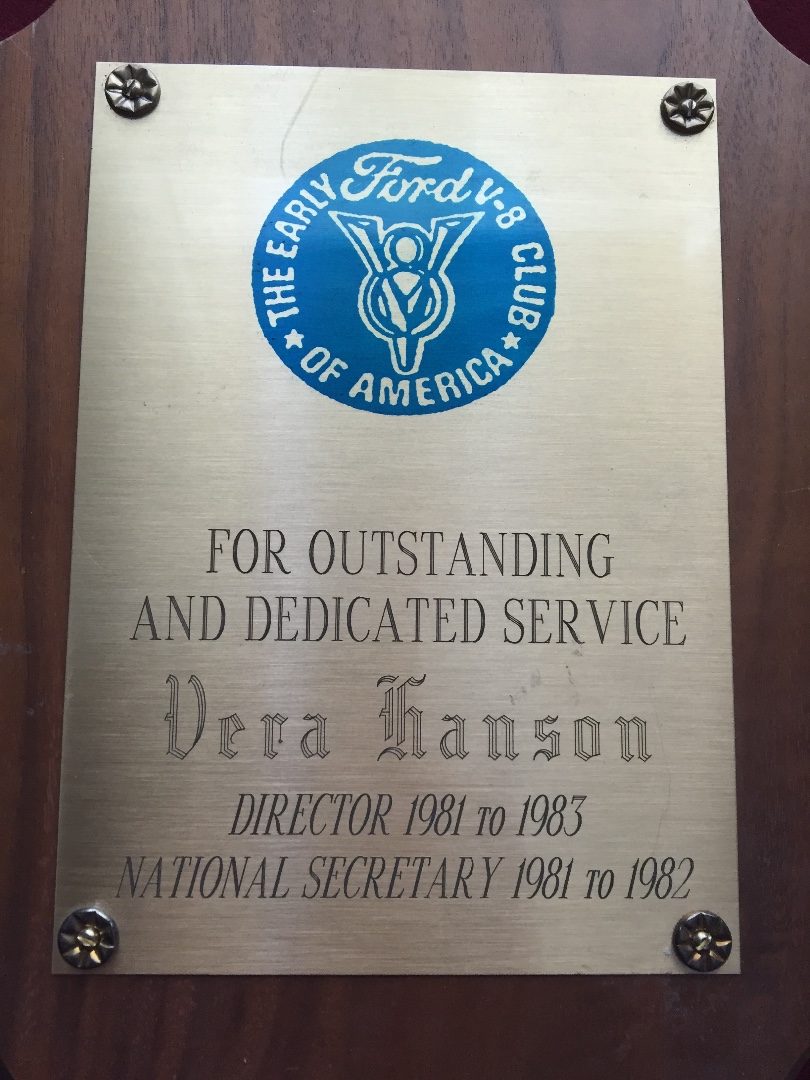 THE EARLY Ford V-8 CLUB
★ OF AMERICA ★
FOR OUTSTANDING
AND DEDICATED SERVICE
Vera Hanson
DIRECTOR 1981 TO 1983
NATIONAL SECRETARY 1981 TO 1982